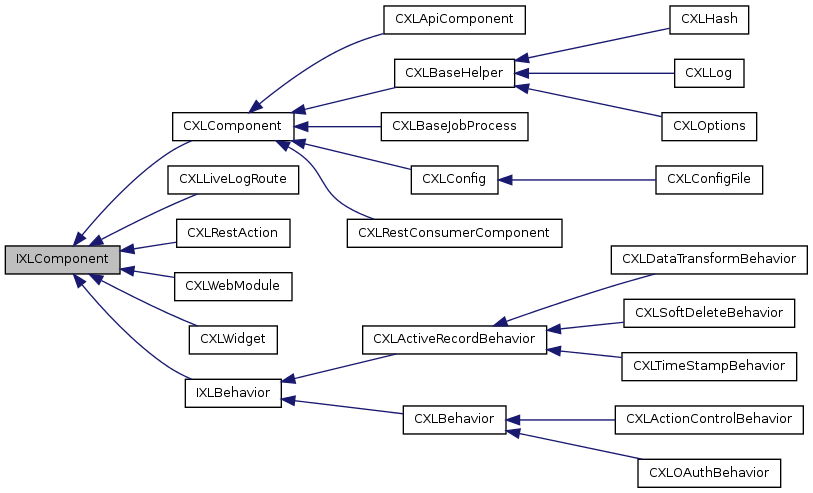 CXLApiComponent
CXLHash
CXLBaseHelper
CXLLog
CXLComponent
CXLBaseJobProcess
CXLOptions
CXLLiveLogRoute
CXLConfig
CXLConfigFile
CXLRestAction
CXLRestConsumerComponent
IXLComponent
CXLDataTransformBehavior
CXLWebModule
CXLSoftDeleteBehavior
CXLWidget
CXLActiveRecordBehavior
CXLTimeStampBehavior
IXLBehavior
CXLBehavior
CXLActionControlBehavior
CXLOAuthBehavior